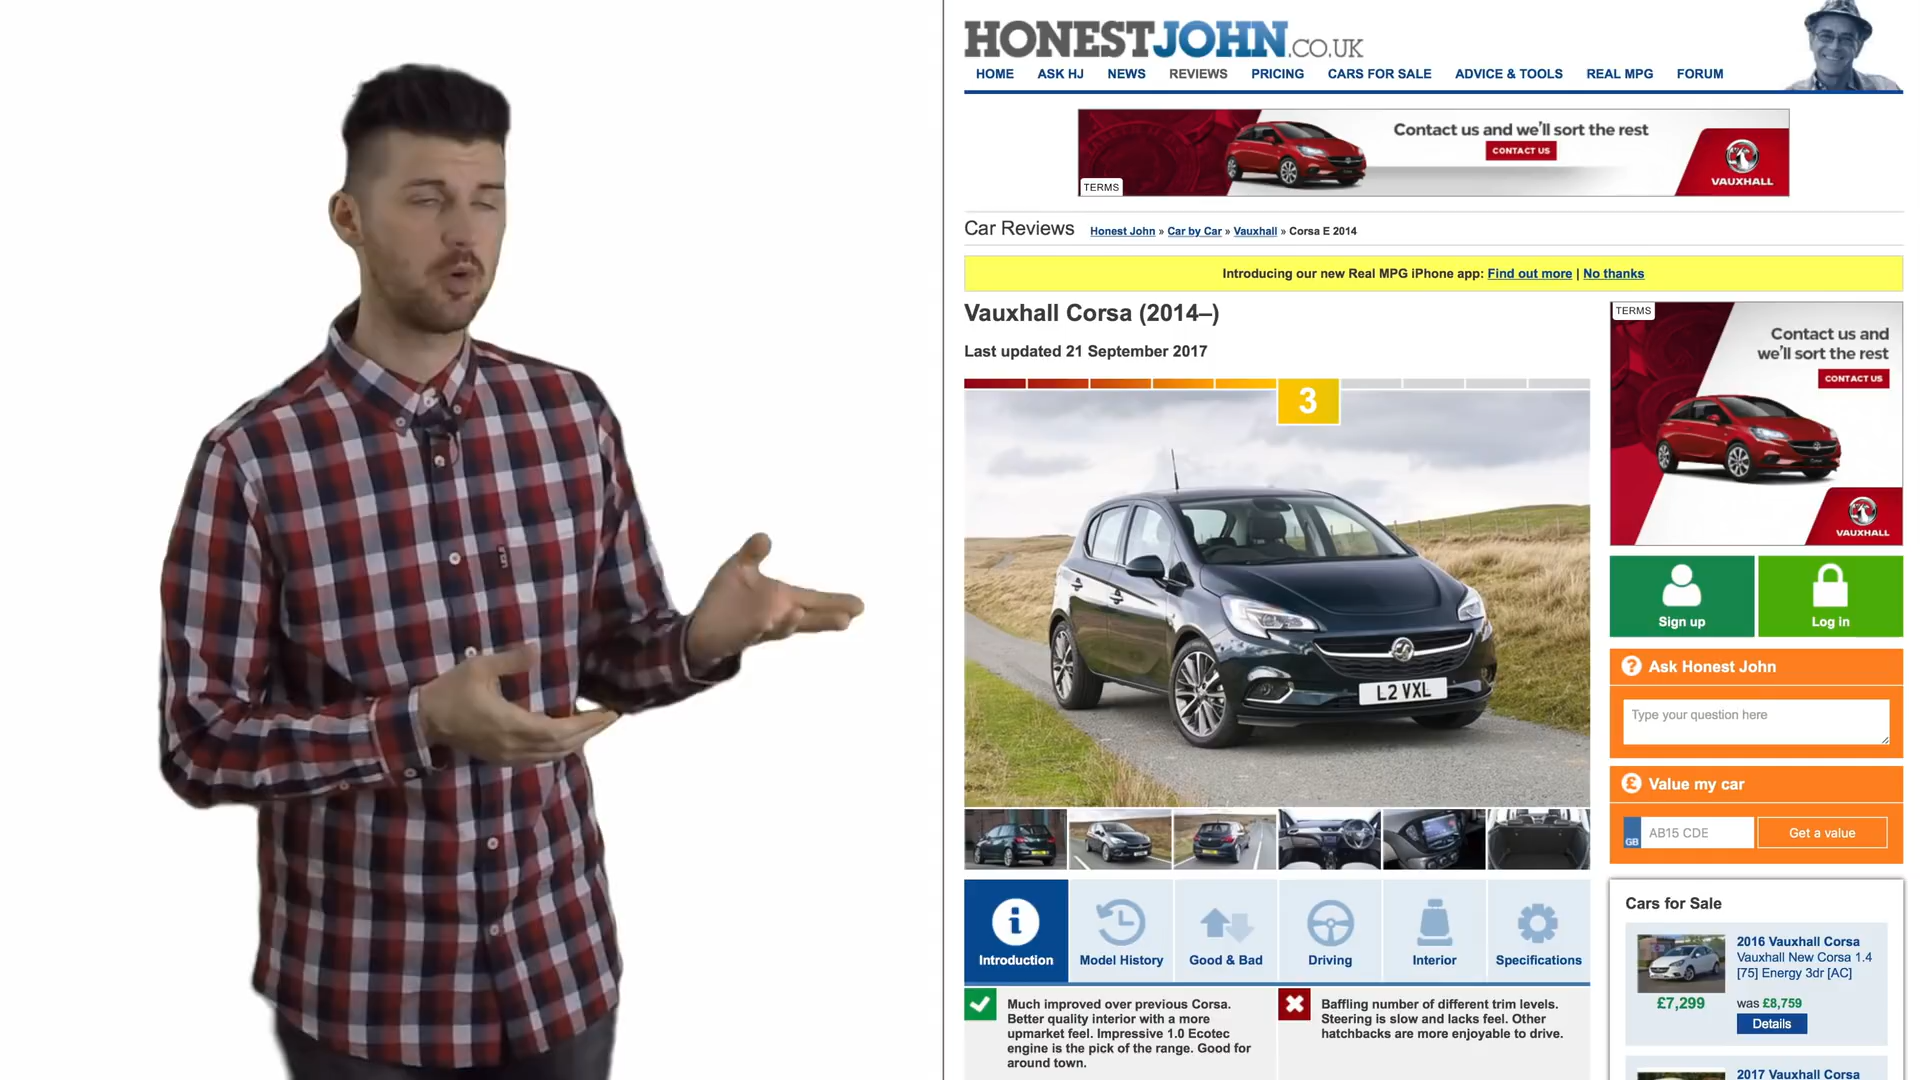 HONESTJOHN.CO.UK
HOME ASK HJ NEWS REVIEWS PRICING CARS FOR SALE ADVICE & TOOLS REAL MPG FORUM
Contact us and we'll sort the rest
CONTACT US
VAUXHALL
TERMS
Car Reviews Honest John » Car by Car » Vauxhall » Corsa E 2014
Introducing our new Real MPG iPhone app: Find out more | No thanks
Vauxhall Corsa (2014–)
Last updated 21 September 2017
3
L2 VXL
Introduction Model History Good & Bad Driving Interior Specifications
Much improved over previous Corsa.
Better quality interior with a more
upmarket feel. Impressive 1.0 Ecotec
engine is the pick of the range. Good for
around town.
Baffling number of different trim levels.
Steering is slow and lacks feel. Other
hatchbacks are more enjoyable to drive.
TERMS
Contact us and
we'll sort the rest
CONTACT US
VAUXHALL
Sign up Log in
Ask Honest John
Type your question here
Value my car
GB AB15 CDE Get a value
Cars for Sale
2016 Vauxhall Corsa
Vauxhall New Corsa 1.4
[75] Energy 3dr [AC]
£7,299 was £8,759
Details
2017 Vauxhall Corsa